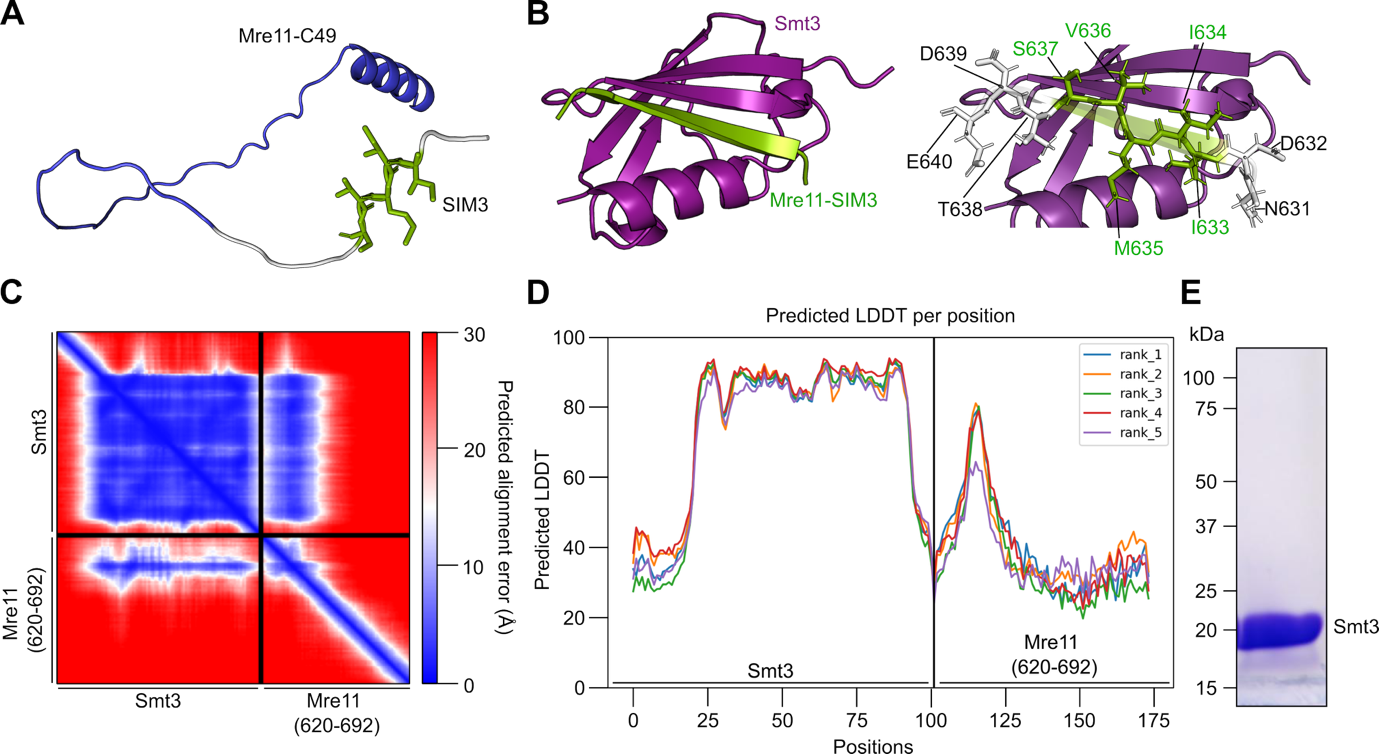 A
Mre11-C49
SIM3
B
Smt3
Mre11-SIM3
D639
S637
V636
I634
E640
T638
M635
I633
D632
N631
C
Smt3
Mre11
(620-692)
Smt3
Mre11
(620-692)
30
20
10
0
Predicted alignment error (Å)
D
Predicted LDDT per position
Predicted LDDT
100
80
60
40
20
0
rank_1
rank_2
rank_3
rank_4
rank_5
Smt3
Mre11
(620-692)
0 25 50 75 100 125 150 175
Positions
E
kDa
100
75
50
37
25
20
15
Smt3